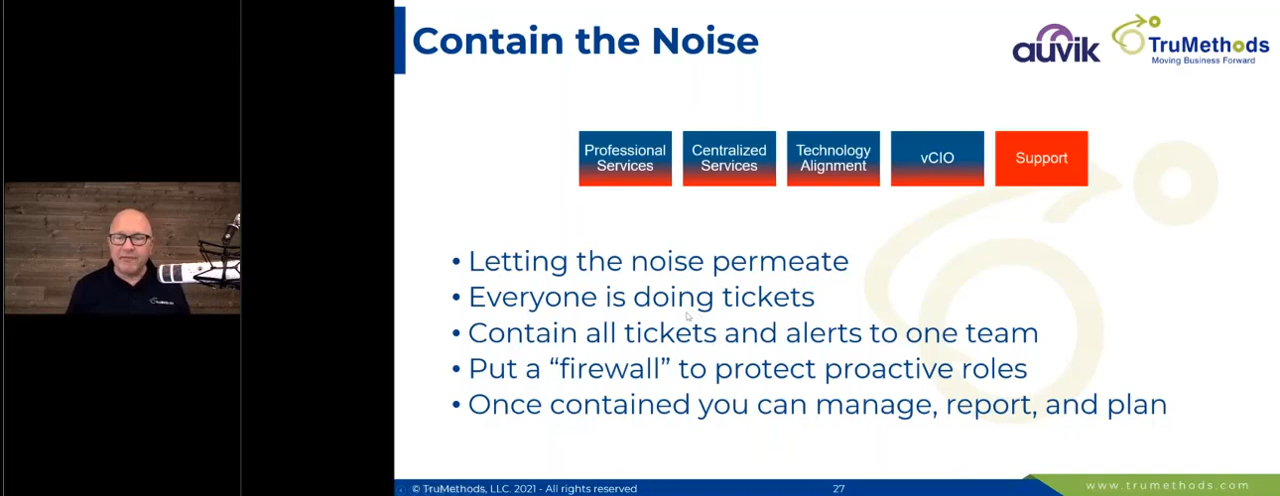 Contain the Noise
auvik
TruMethods
Moving Business Forward
Professional
Services
Centralized
Services
Technology
Alignment
vCIO
Support
• Letting the noise permeate
• Everyone is doing tickets
• Contain all tickets and alerts to one team
• Put a “firewall” to protect proactive roles
• Once contained you can manage, report, and plan
© TruMethods, LLC. 2021 - All rights reserved
27
www.trumethods.com